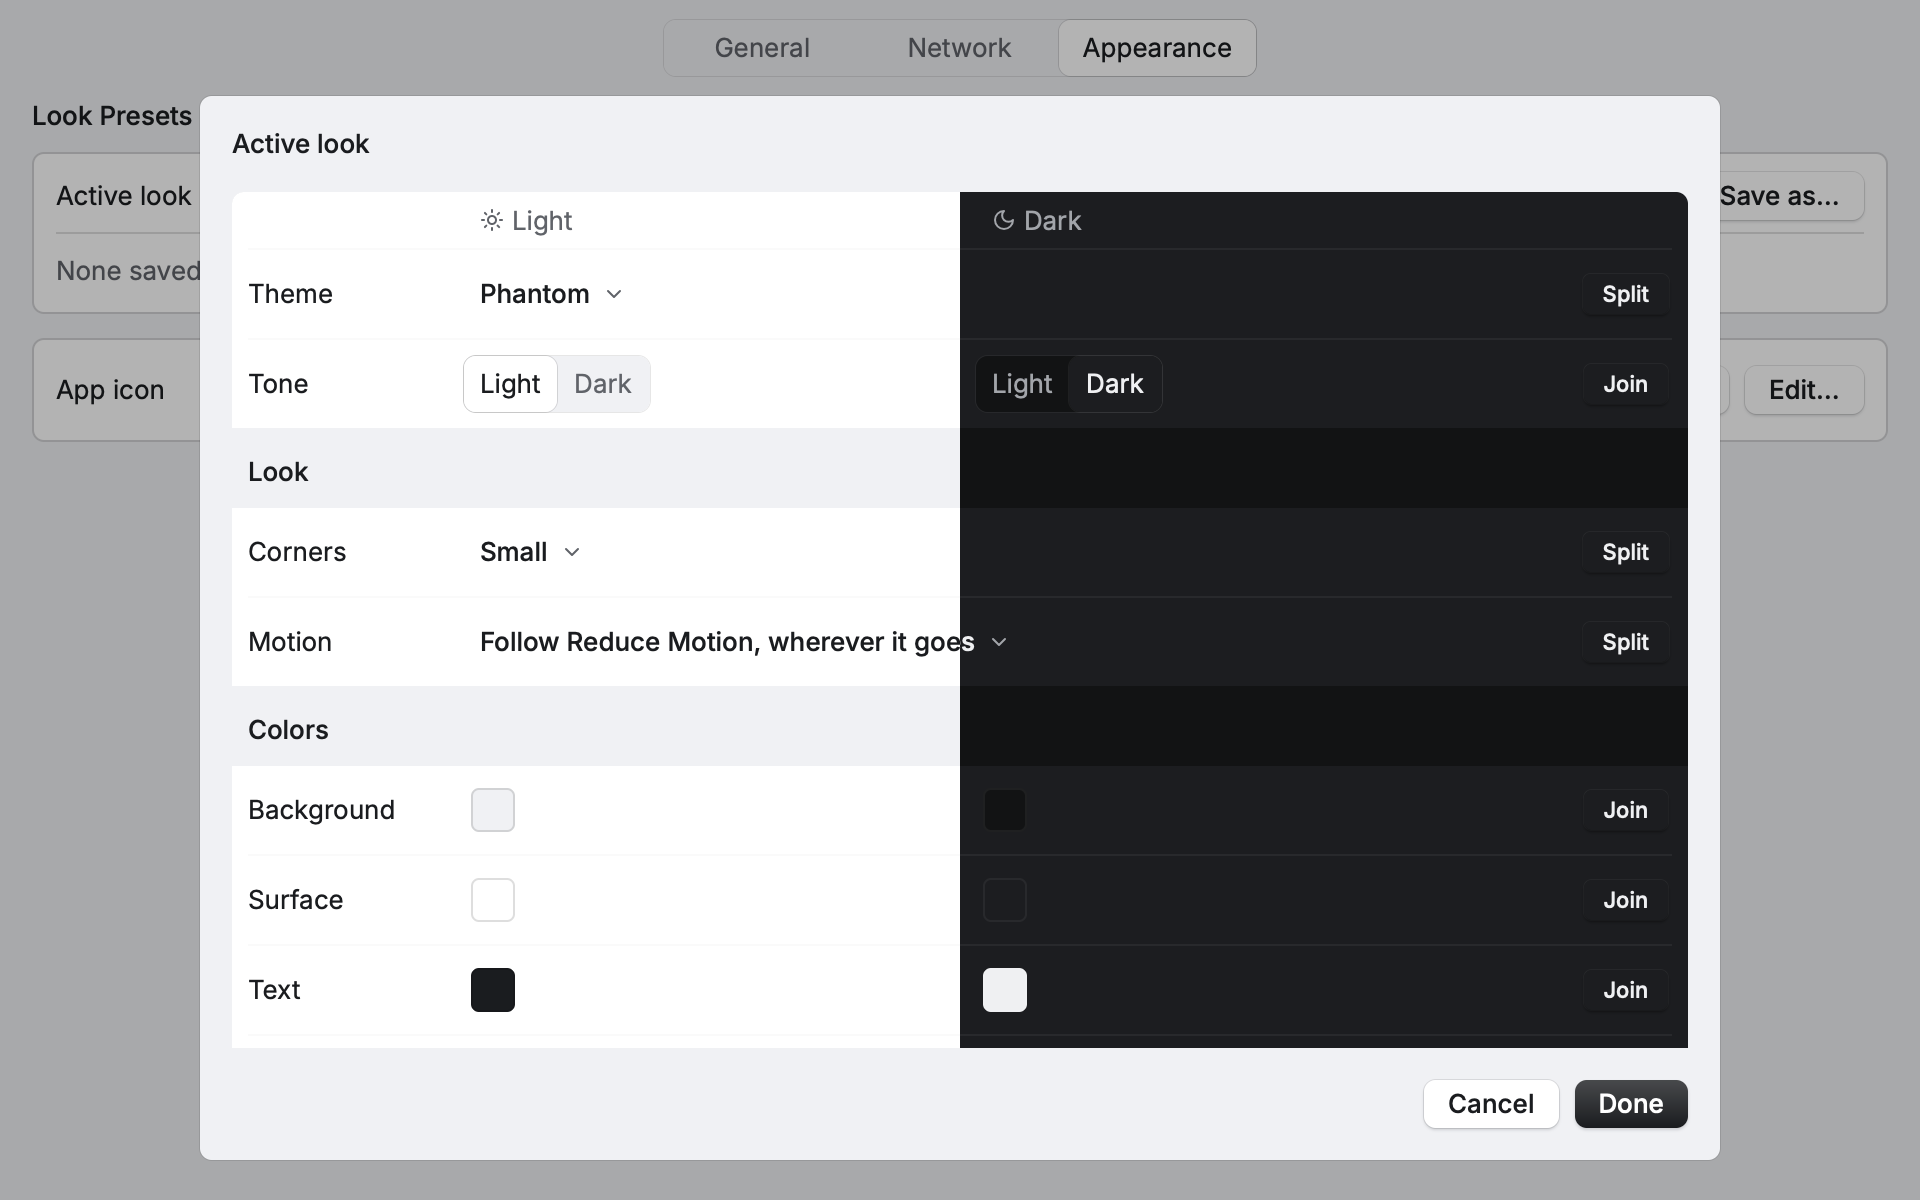 General Network Appearance
Look Presets
Active look
Save as...
None saved
App icon
Edit...
Active look
Light Dark
Theme Phantom Split
Tone Light Dark Light Dark Join
Look
Corners Small Split
Motion Follow Reduce Motion, wherever it goes Split
Colors
Background Join
Surface Join
Text Join
Cancel Done